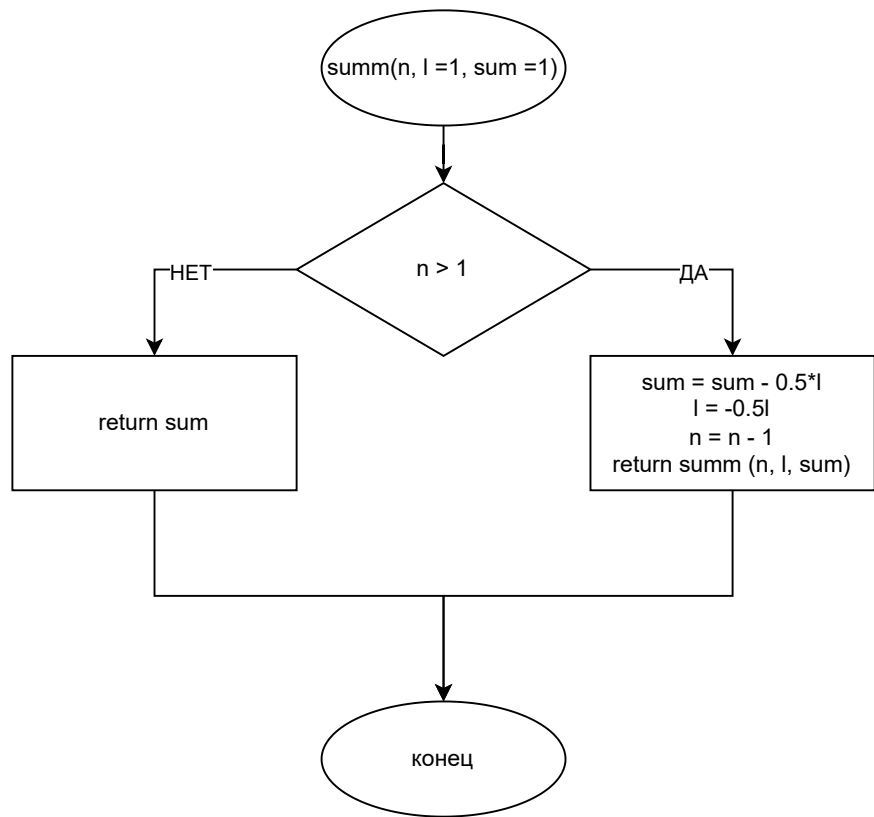 summ(n, l =1, sum =1)
n > 1
НЕТ
ДА
return sum
sum = sum - 0.5*l
l = -0.5l
n = n - 1
return summ (n, l, sum)
конец